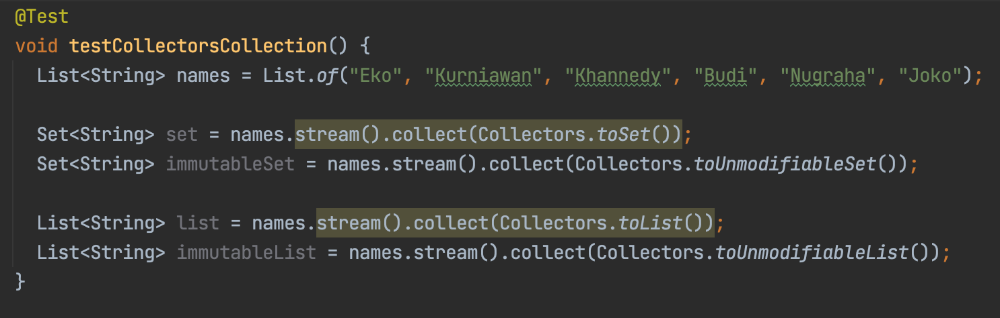 @Test
void testCollectorsCollection() {
List<String> names = List.of("Eko", "Kurniawan", "Khannedy", "Budi", "Nugraha", "Joko");
Set<String> set = names.stream().collect(Collectors.toSet());
Set<String> immutableSet = names.stream().collect(Collectors.toUnmodifiableSet());
List<String> list = names.stream().collect(Collectors.toList());
List<String> immutableList = names.stream().collect(Collectors.toUnmodifiableList());
}